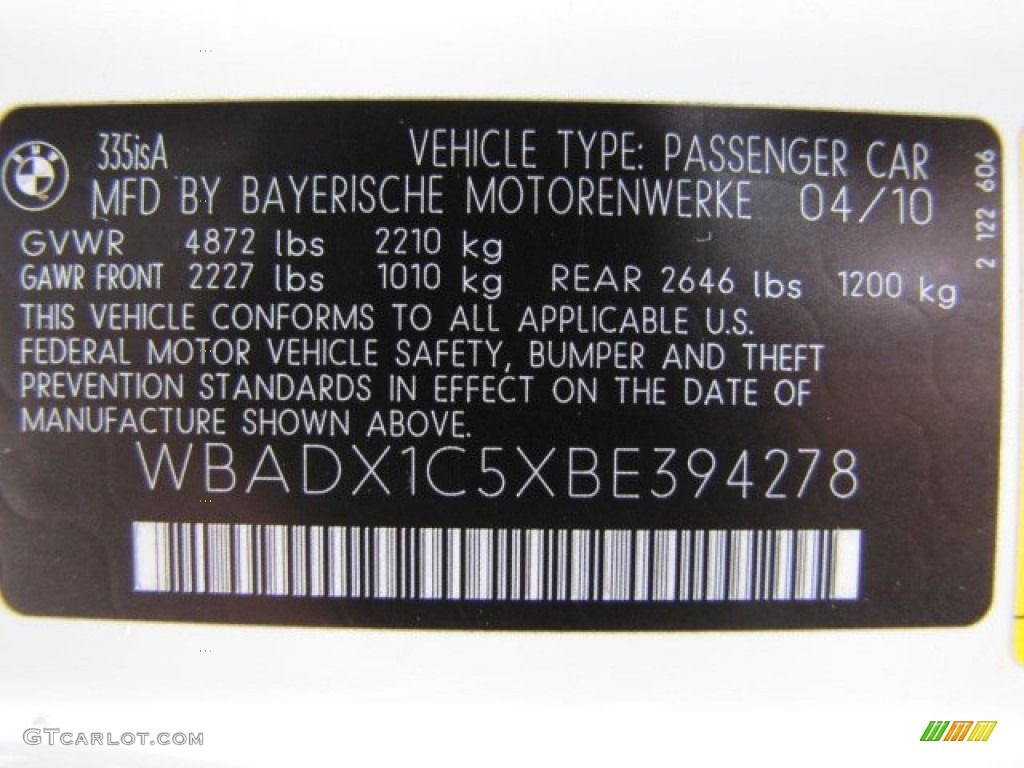 335isA VEHICLE TYPE: PASSENGER CAR
MFD BY BAYERISCHE MOTORENWERKE 04/10
GVWR 4872 lbs 2210 kg
GAWR FRONT 2227 lbs 1010 kg REAR 2646 lbs 1200 kg
THIS VEHICLE CONFORMS TO ALL APPLICABLE U.S.
FEDERAL MOTOR VEHICLE SAFETY, BUMPER AND THEFT
PREVENTION STANDARDS IN EFFECT ON THE DATE OF
MANUFACTURE SHOWN ABOVE.
WBADX1C5XBE394278
2 122 606
GTCARLOT.COM